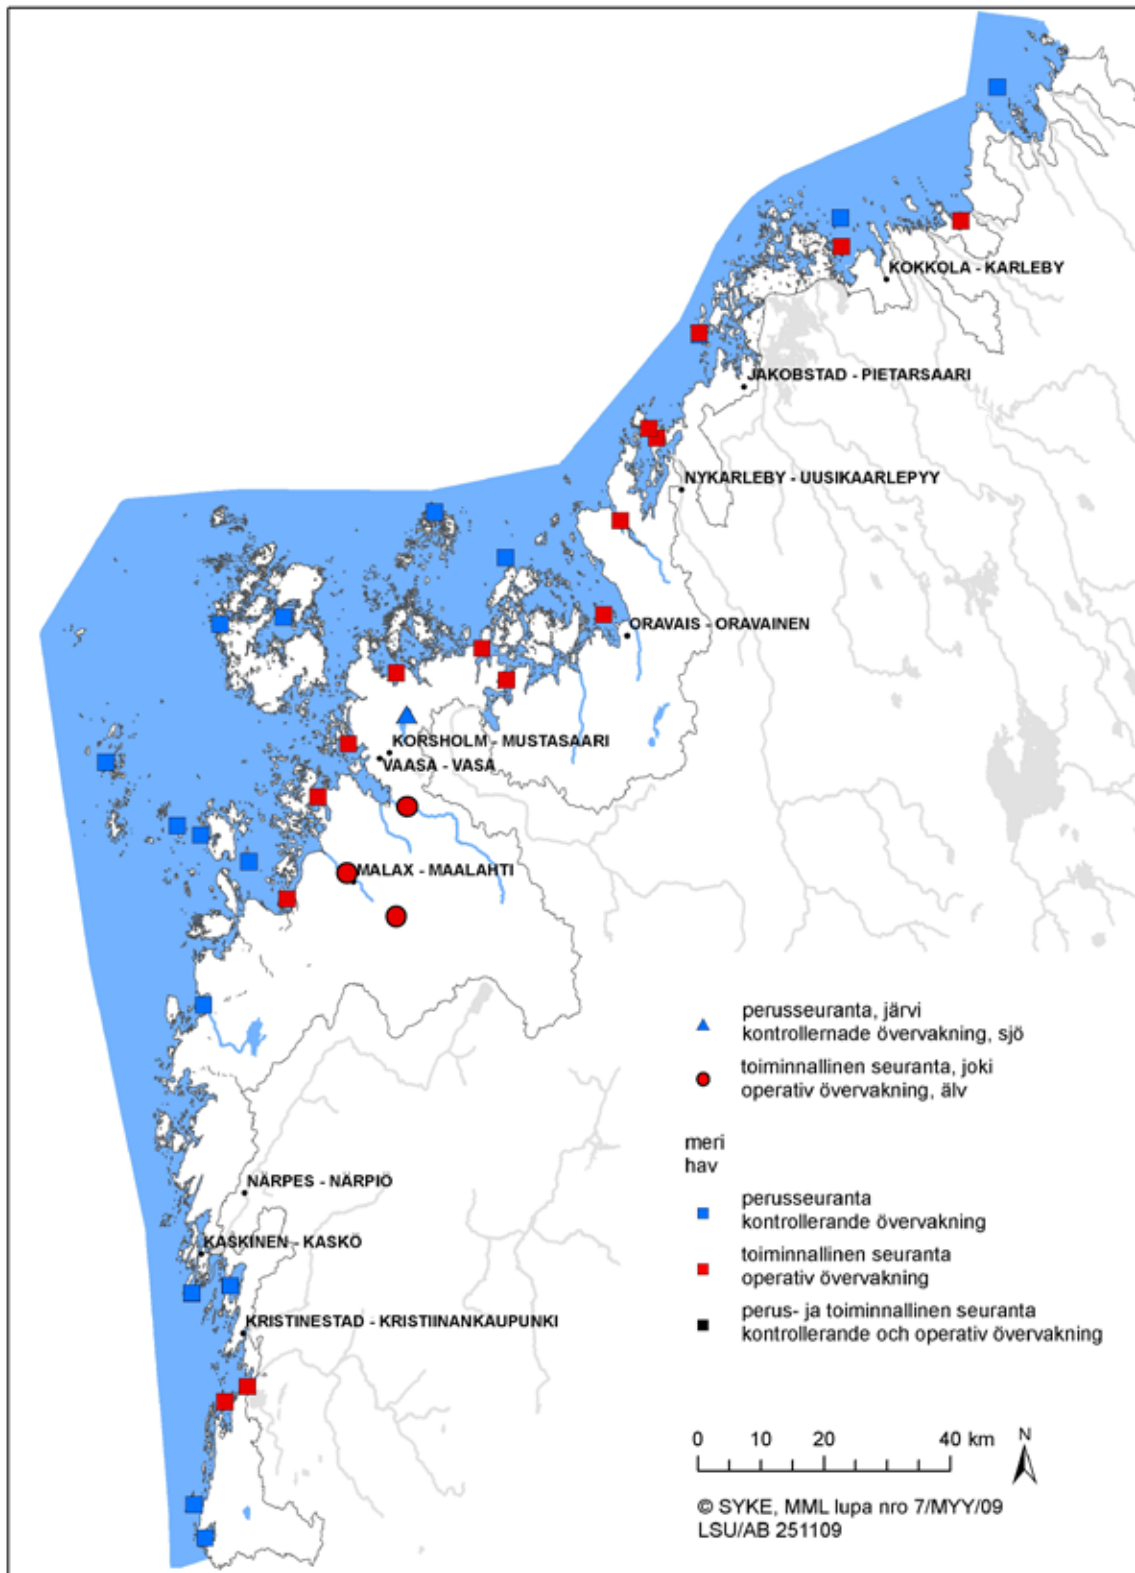 KOKKOLA - KARLEBY
JAKOBSTAD - PIETARSAARI
NYKARLEBY - UUSIKAARLEPYY
ORAVAIS - ORAVAINEN
KORSHOLM - MUSTASAARI
VAASA - VASA
MALAX - MAALAHTI
NÄRPES - NÄRPIÖ
KASKINEN - KASKÖ
KRISTINESTAD - KRISTIINANKAUPUNKI
perusseuranta, järvi
kontrollernade övervakning, sjö
toiminnallinen seuranta, joki
operativ övervakning, älv
meri
hav
perusseuranta
kontrollerande övervakning
toiminnallinen seuranta
operativ övervakning
perus- ja toiminnallinen seuranta
kontrollerande och operativ övervakning
0 10 20 40 km
N
© SYKE, MML lupa nro 7/MYY/09
LSU/AB 251109